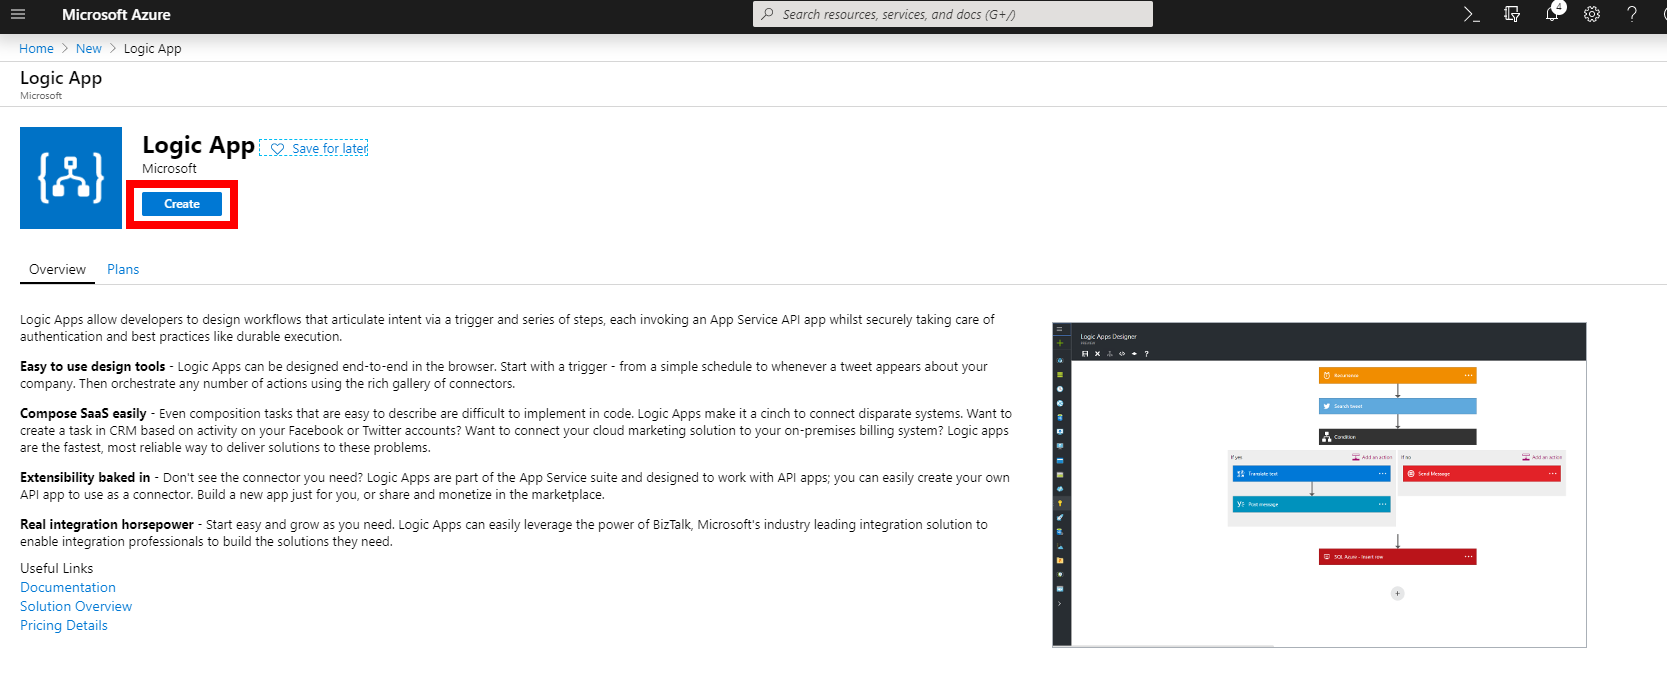 Microsoft Azure
Search resources, services, and docs (G+/)
4
Home > New > Logic App
Logic App
Microsoft
Logic App
Save for later
Microsoft
Create
Overview
Plans
Logic Apps allow developers to design workflows that articulate intent via a trigger and series of steps, each invoking an App Service API app whilst securely taking care of
authentication and best practices like durable execution.
Easy to use design tools - Logic Apps can be designed end-to-end in the browser. Start with a trigger - from a simple schedule to whenever a tweet appears about your
company. Then orchestrate any number of actions using the rich gallery of connectors.
Compose SaaS easily - Even composition tasks that are easy to describe are difficult to implement in code. Logic Apps make it a cinch to connect disparate systems. Want to
create a task in CRM based on activity on your Facebook or Twitter accounts? Want to connect your cloud marketing solution to your on-premises billing system? Logic apps
are the fastest, most reliable way to deliver solutions to these problems.
Extensibility baked in - Don't see the connector you need? Logic Apps are part of the App Service suite and designed to work with API apps; you can easily create your own
API app to use as a connector. Build a new app just for you, or share and monetize in the marketplace.
Real integration horsepower - Start easy and grow as you need. Logic Apps can easily leverage the power of BizTalk, Microsoft's industry leading integration solution to
enable integration professionals to build the solutions they need.
Useful Links
Documentation
Solution Overview
Pricing Details
Logic Apps Designer
Recurrence
Search tweet
Condition
If yes
Add an action
If no
Add an action
Translate text
Send Message
Post message
SQL Azure - Insert row